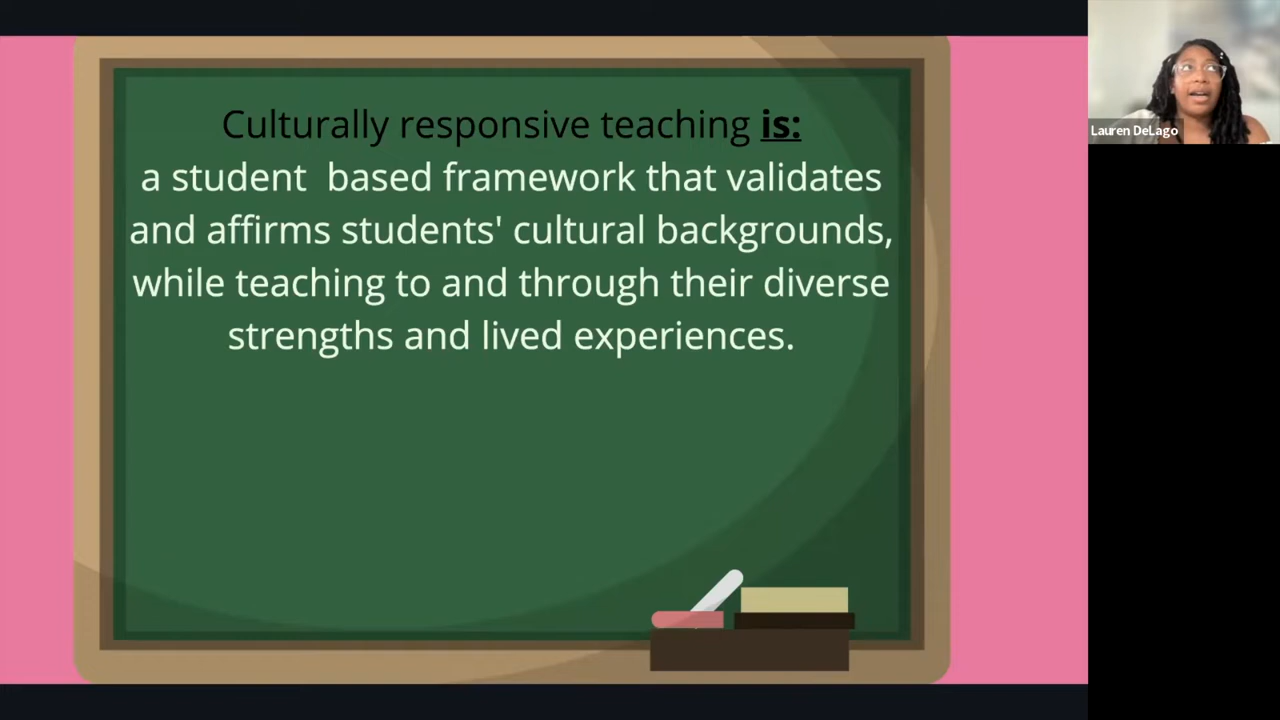 Culturally responsive teaching is:
a student  based framework that validates
and affirms students' cultural backgrounds,
while teaching to and through their diverse
strengths and lived experiences.
Lauren DeLago